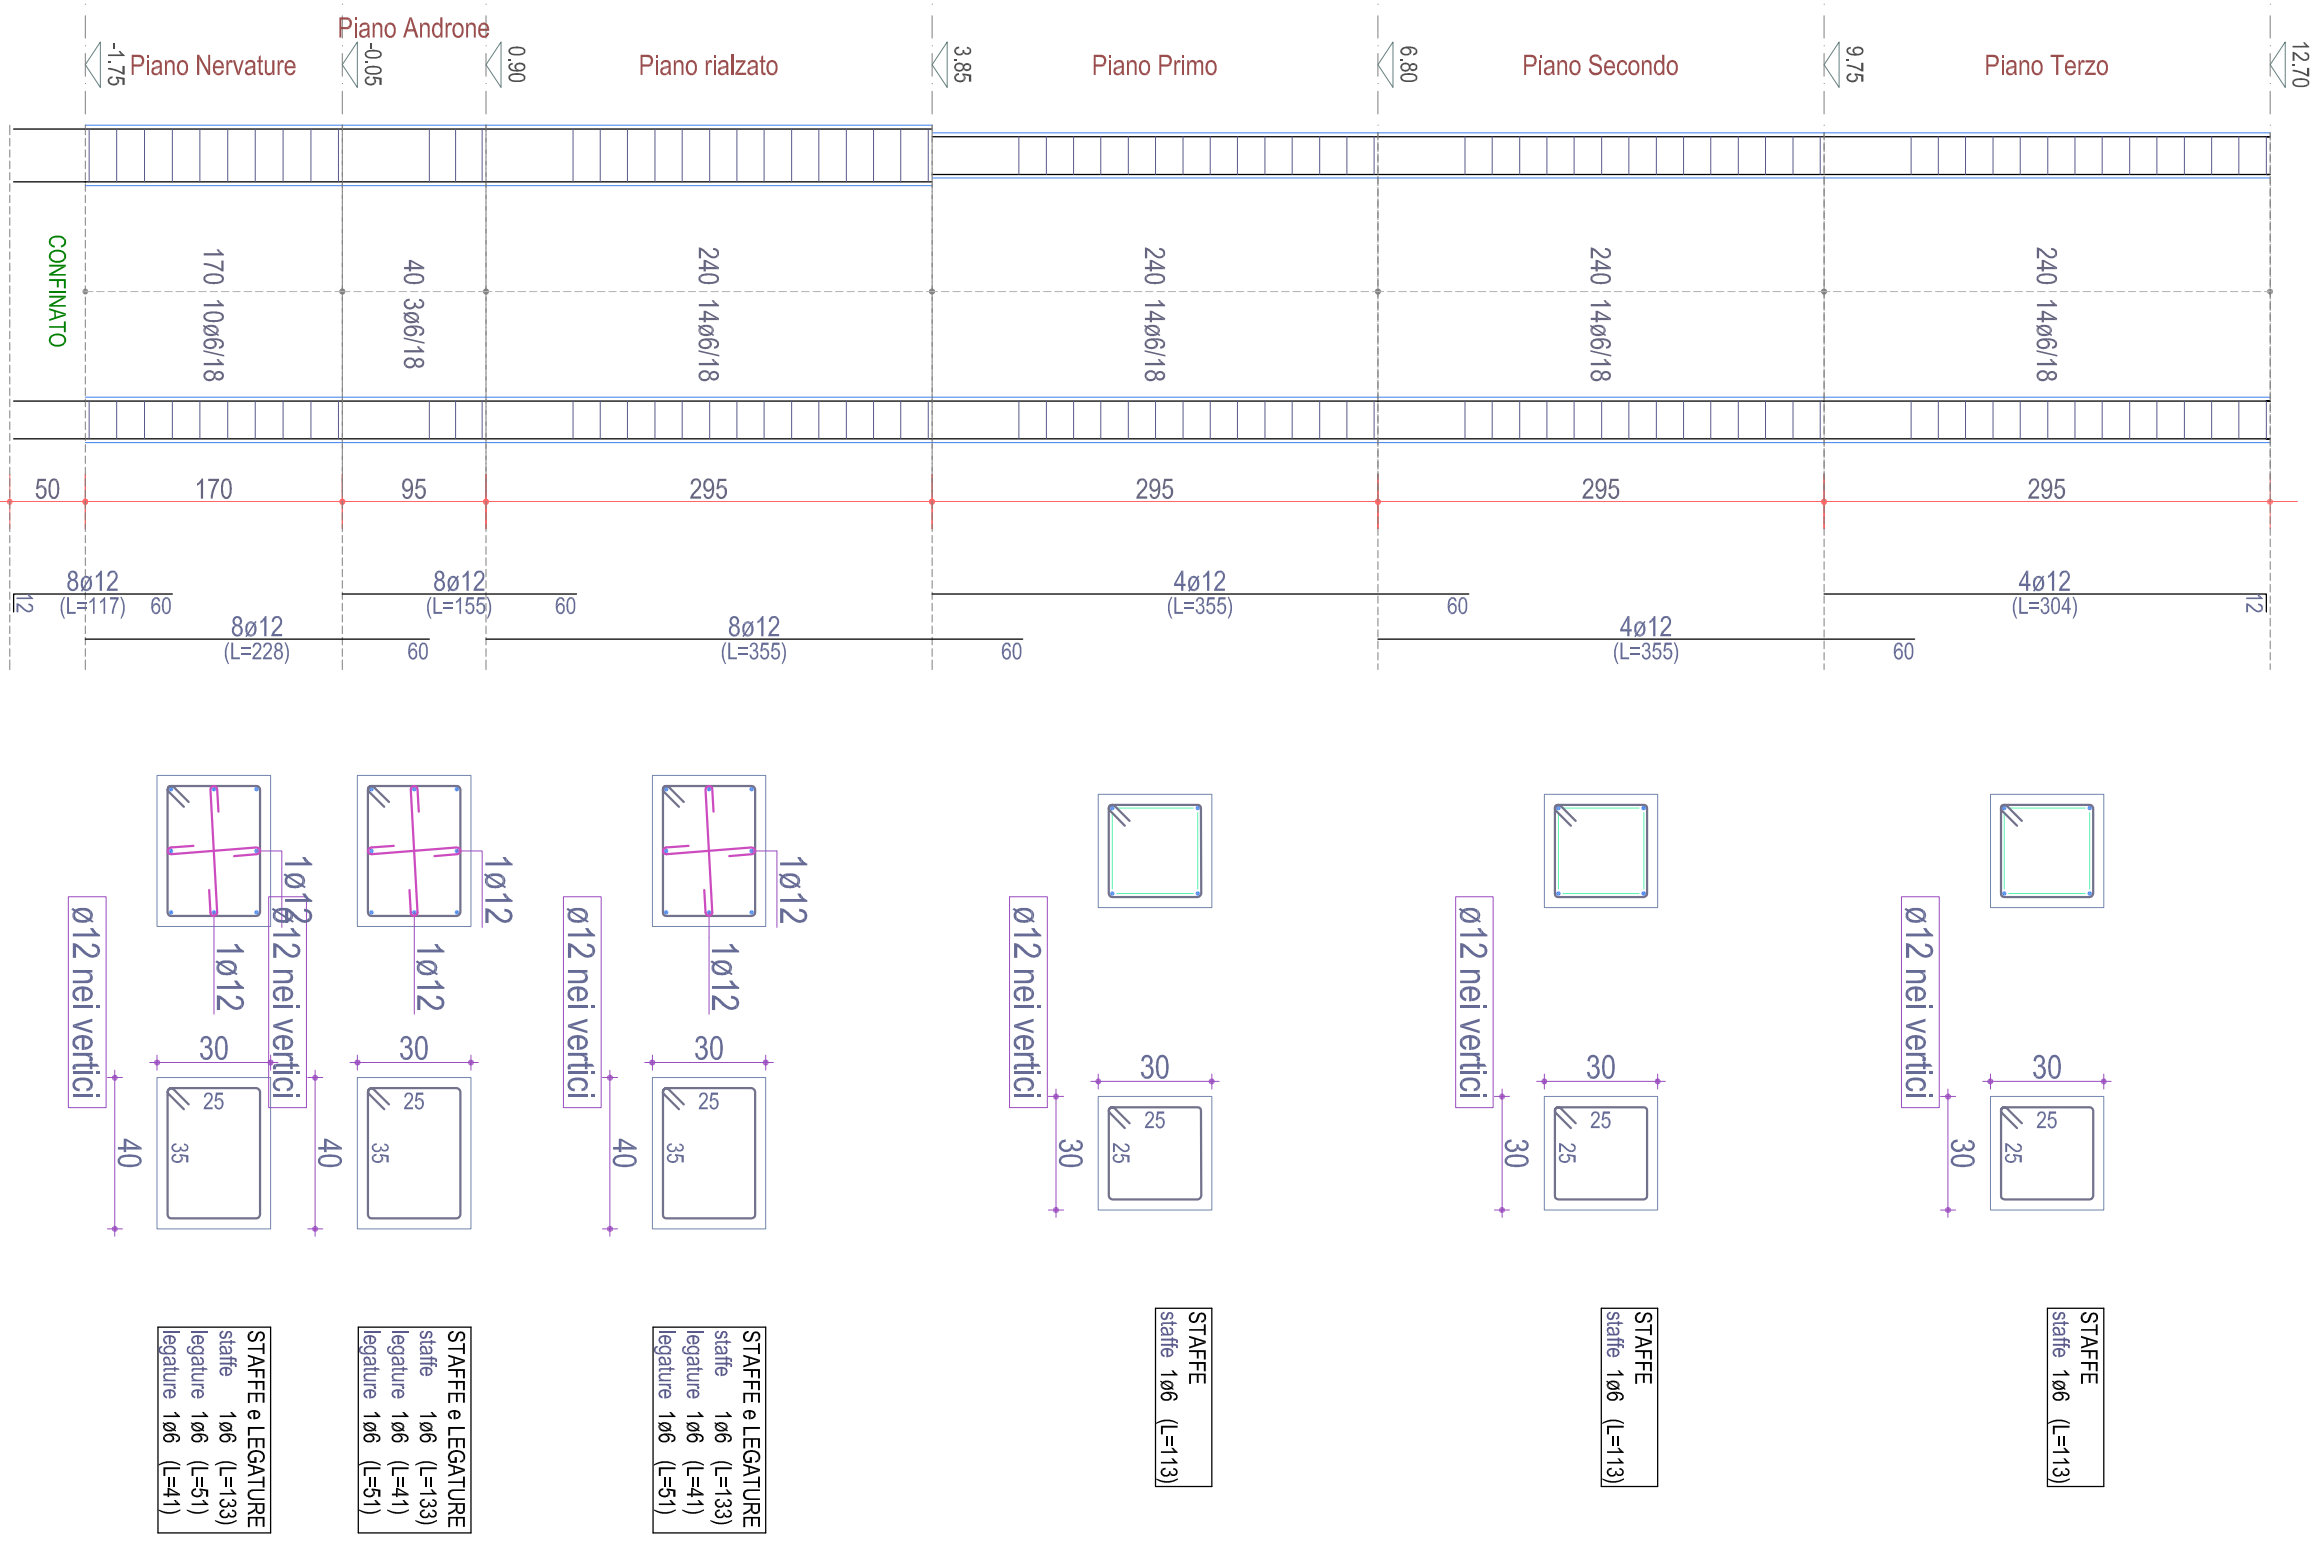 Piano Androne
Piano Nervature
Piano rialzato
Piano Primo
Piano Secondo
Piano Terzo
-1.75
-0.05
0.90
3.85
6.80
9.75
12.70
CONFINATO
170 10ø6/18
40 3ø6/18
240 14ø6/18
240 14ø6/18
240 14ø6/18
240 14ø6/18
50
170
95
295
295
295
295
8ø12
(L=117)
60
12
8ø12
(L=155)
60
4ø12
(L=355)
60
4ø12
(L=304)
12
8ø12
(L=228)
60
8ø12
(L=355)
60
4ø12
(L=355)
60
1ø12
1ø12
ø12 nei vertici
1ø12
1ø12
ø12 nei vertici
1ø12
1ø12
ø12 nei vertici
ø12 nei vertici
ø12 nei vertici
ø12 nei vertici
30
25
35
40
30
25
35
40
30
25
35
40
30
25
25
30
30
25
25
30
30
25
25
30
STAFFE e LEGATURE
staffe 1ø6 (L=133)
legature 1ø6 (L=51)
legature 1ø6 (L=41)
STAFFE e LEGATURE
staffe 1ø6 (L=133)
legature 1ø6 (L=41)
legature 1ø6 (L=51)
STAFFE e LEGATURE
staffe 1ø6 (L=133)
legature 1ø6 (L=41)
legature 1ø6 (L=51)
STAFFE
staffe 1ø6 (L=113)
STAFFE
staffe 1ø6 (L=113)
STAFFE
staffe 1ø6 (L=113)